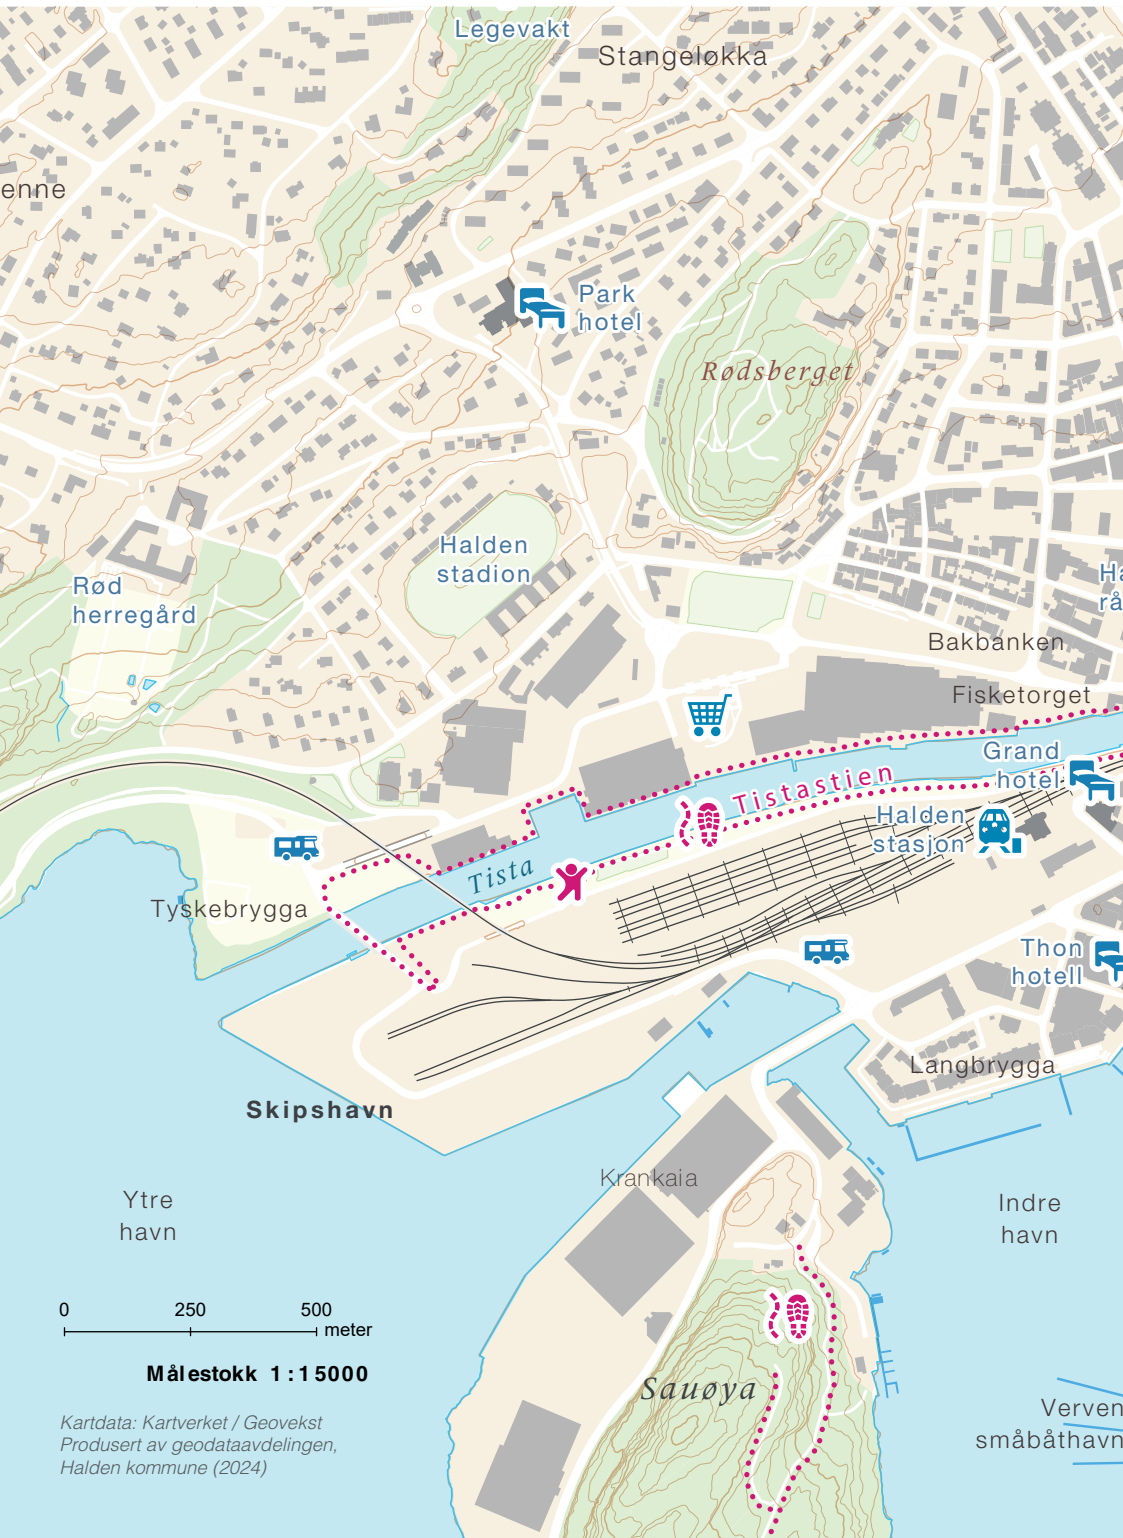 Legevakt
Stangeløkka
enne
Park
hotel
Rødsberget
Halden
stadion
Rød
herregård
Ha
rå
Bakbanken
Fisketorget
Grand
hotel
Tistastien
Halden
stasjon
Tista
Tyskebrygga
Thon
hotell
Langbrygga
Skipshavn
Krankaia
Ytre
havn
Indre
havn
0 250 500
meter
Målestokk 1:15000
Sauøya
Verven
småbåthavn
Kartdata: Kartverket / Geovekst
Produsert av geodataavdelingen,
Halden kommune (2024)